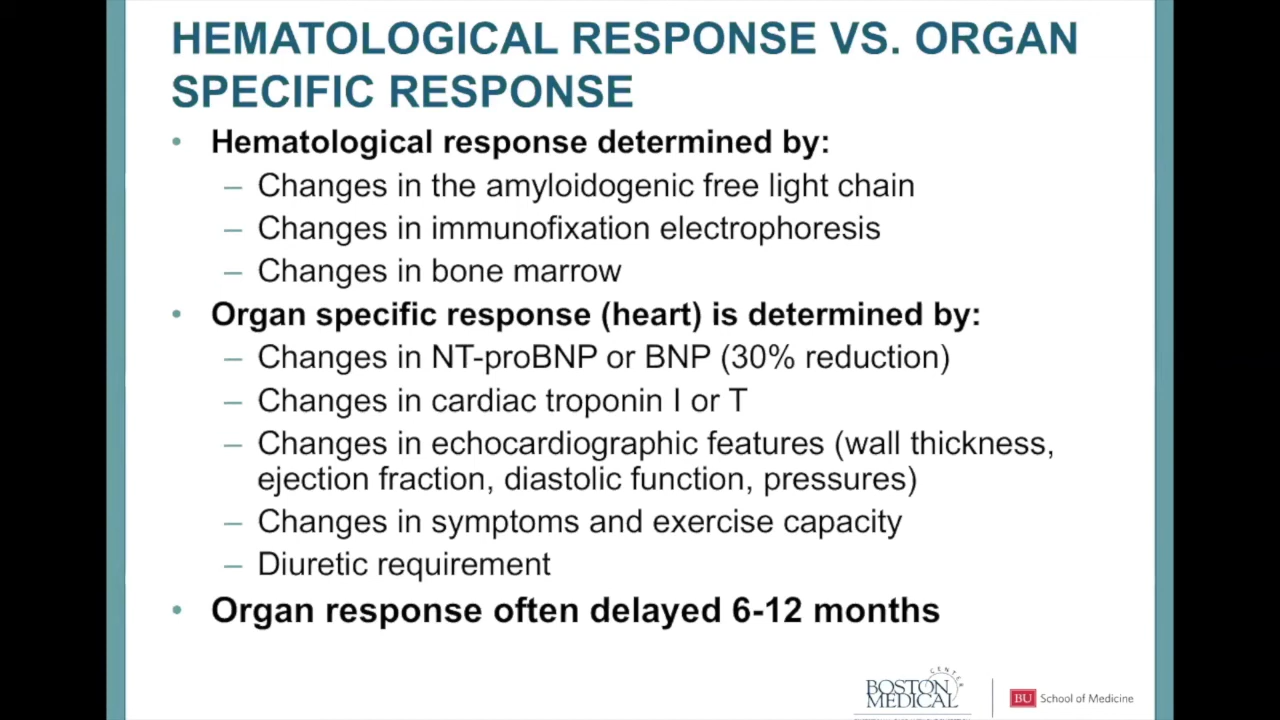 HEMATOLOGICAL RESPONSE VS. ORGAN
SPECIFIC RESPONSE
• Hematological response determined by:
– Changes in the amyloidogenic free light chain
– Changes in immunofixation electrophoresis
– Changes in bone marrow
• Organ specific response (heart) is determined by:
– Changes in NT-proBNP or BNP (30% reduction)
– Changes in cardiac troponin I or T
– Changes in echocardiographic features (wall thickness,
ejection fraction, diastolic function, pressures)
– Changes in symptoms and exercise capacity
– Diuretic requirement
• Organ response often delayed 6-12 months
BOSTON
MEDICAL
CENTER
BU School of Medicine